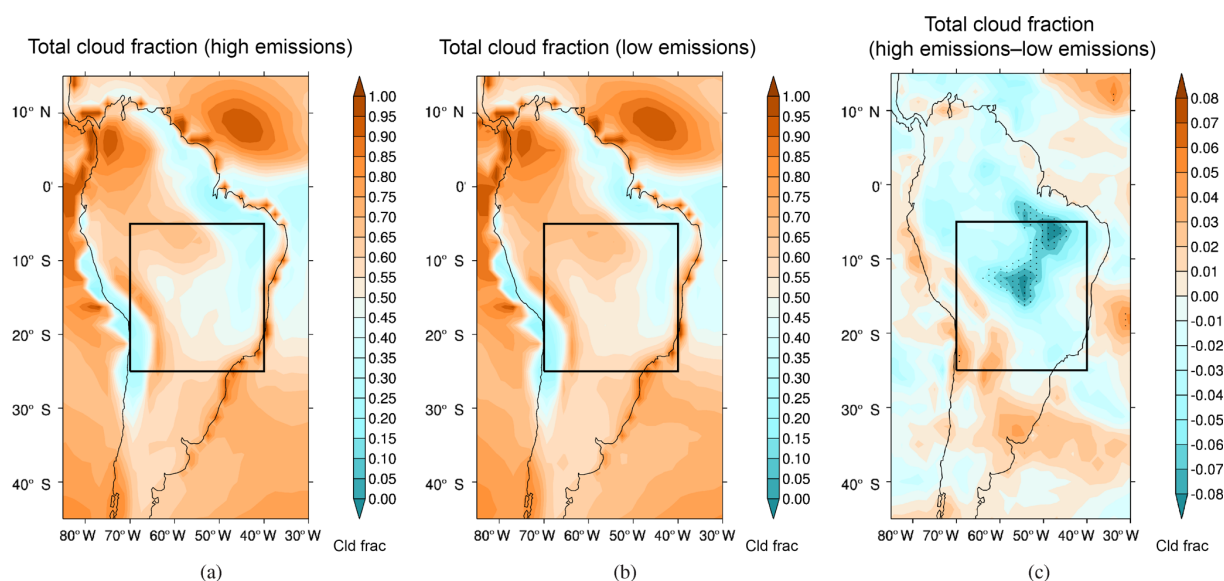 Total cloud fraction (high emissions)
10° N
0°
10° S
20° S
30° S
40° S
80° W 70° W 60° W 50° W 40° W 30° W
1.00
0.95
0.90
0.85
0.80
0.75
0.70
0.65
0.60
0.55
0.50
0.45
0.40
0.35
0.30
0.25
0.20
0.15
0.10
0.05
0.00
Cld frac
(a)
Total cloud fraction (low emissions)
10° N
0°
10° S
20° S
30° S
40° S
80° W 70° W 60° W 50° W 40° W 30° W
1.00
0.95
0.90
0.85
0.80
0.75
0.70
0.65
0.60
0.55
0.50
0.45
0.40
0.35
0.30
0.25
0.20
0.15
0.10
0.05
0.00
Cld frac
(b)
Total cloud fraction
(high emissions–low emissions)
10° N
0°
10° S
20° S
30° S
40° S
80° W 70° W 60° W 50° W 40° W 30° W
0.08
0.07
0.06
0.04
0.03
0.02
0.01
0.00
0.00
-0.01
-0.02
-0.03
-0.04
-0.06
-0.07
-0.08
Cld frac
(c)